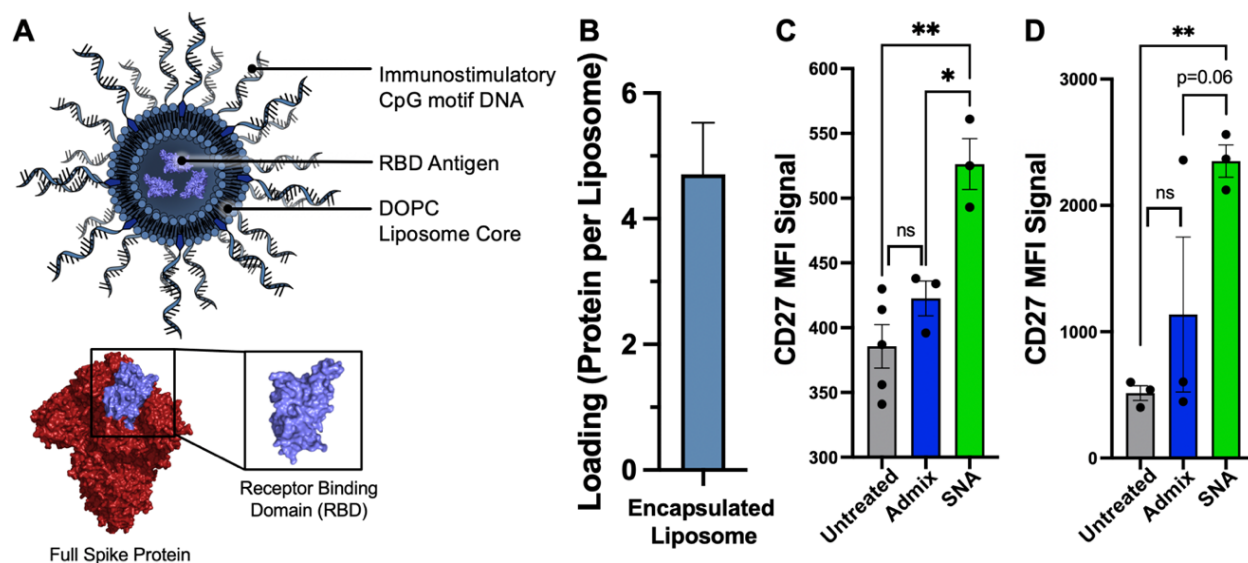 A
Immunostimulatory
CpG motif DNA
RBD Antigen
DOPC
Liposome Core
Receptor Binding
Domain (RBD)
Full Spike Protein
B
Loading (Protein per Liposome)
6
4
2
0
Encapsulated
Liposome
C
CD27 MFI Signal
600
550
500
450
400
350
300
**
*
ns
Untreated
Admix
SNA
D
CD27 MFI Signal
3000
2000
1000
0
**
p=0.06
ns
Untreated
Admix
SNA